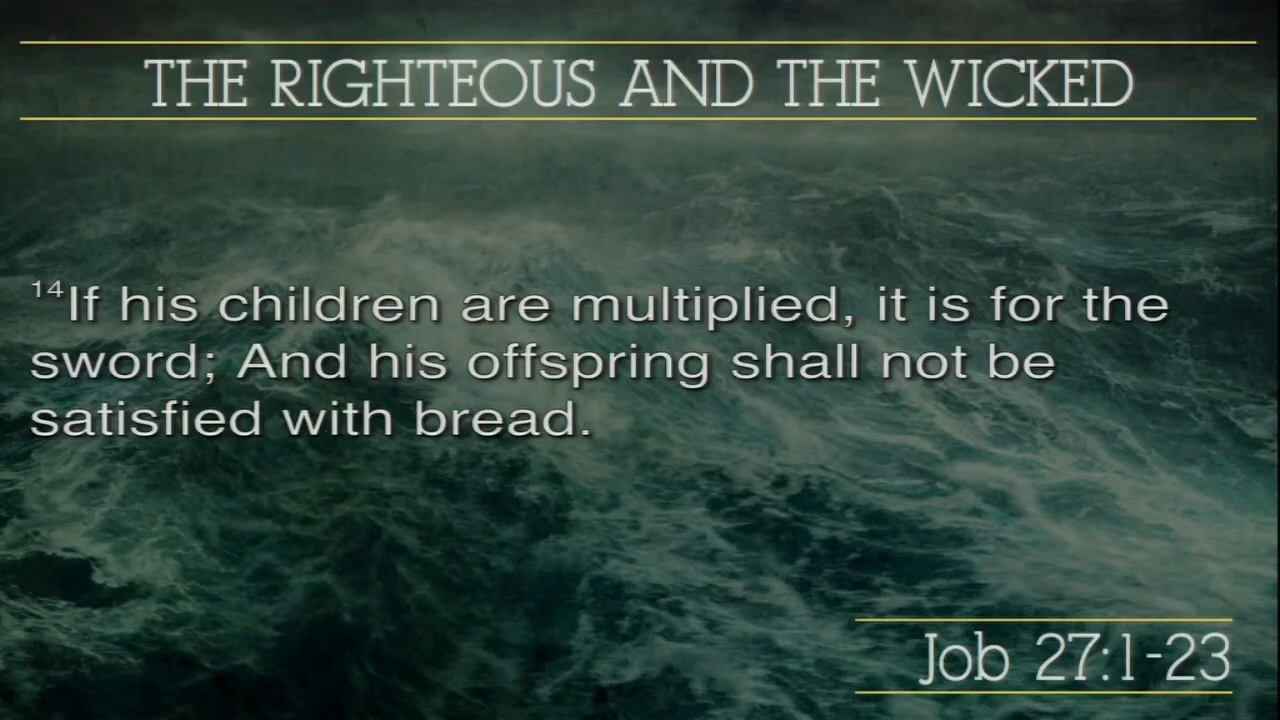 THE RIGHTEOUS AND THE WICKED
14If his children are multiplied, it is for the
sword; And his offspring shall not be
satisfied with bread.
Job 27:1-23